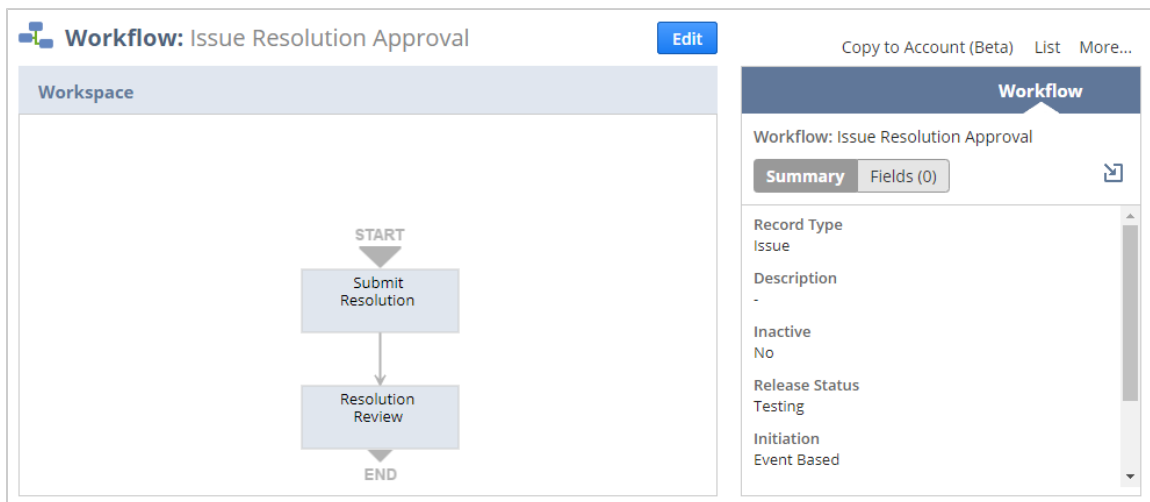 Workflow: Issue Resolution Approval
Edit
Copy to Account (Beta) List More...
Workspace
START
Submit
Resolution
Resolution
Review
END
Workflow
Workflow: Issue Resolution Approval
Summary Fields (0)
Record Type
Issue
Description
-
Inactive
No
Release Status
Testing
Initiation
Event Based